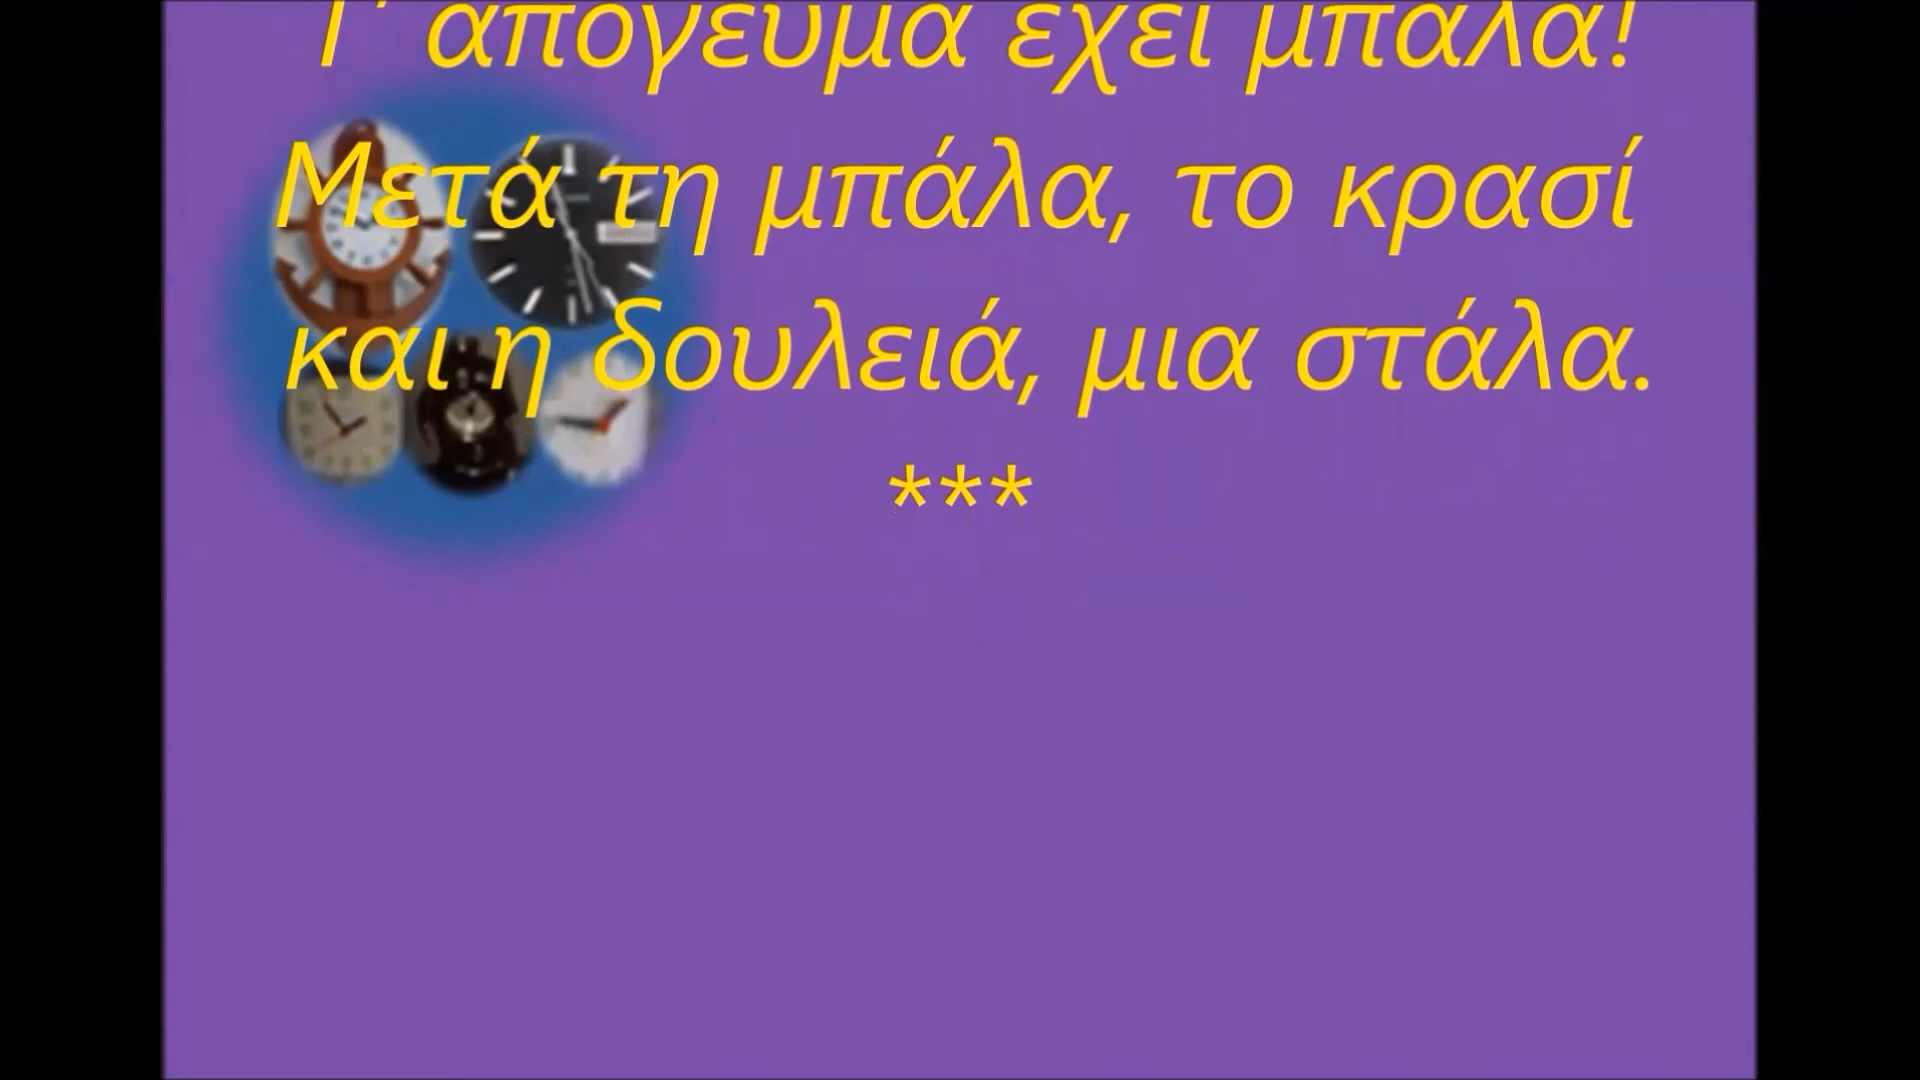 Τ' απόγευμα έχει μπάλα!
Μετά τη μπάλα, το κρασί
και η δουλειά, μια στάλα.
***